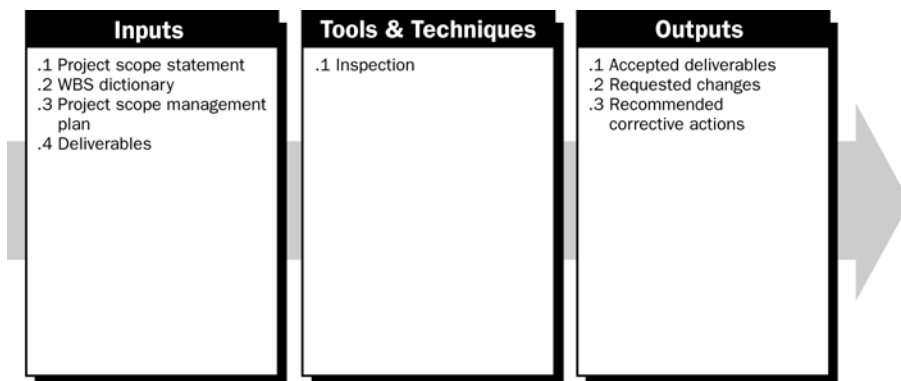 Inputs
.1 Project scope statement
.2 WBS dictionary
.3 Project scope management
plan
.4 Deliverables
Tools & Techniques
.1 Inspection
Outputs
.1 Accepted deliverables
.2 Requested changes
.3 Recommended
corrective actions